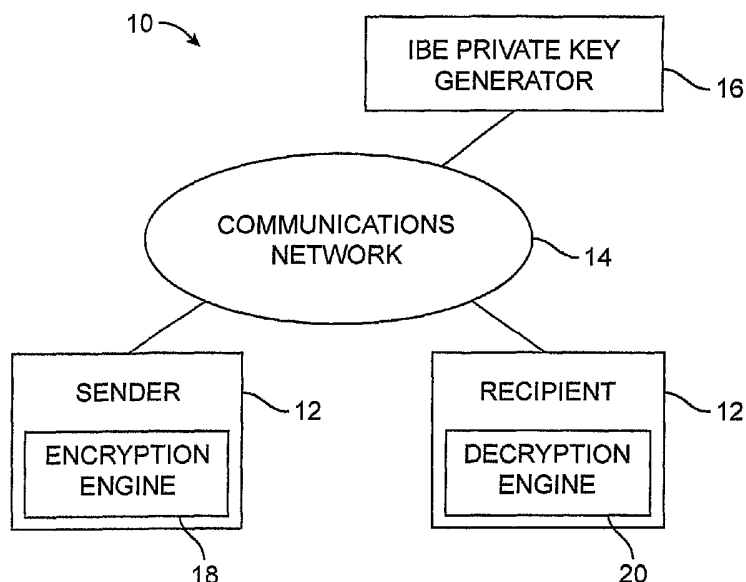 10
IBE PRIVATE KEY
GENERATOR
16
COMMUNICATIONS
NETWORK
14
SENDER
12
ENCRYPTION
ENGINE
18
RECIPIENT
12
DECRYPTION
ENGINE
20